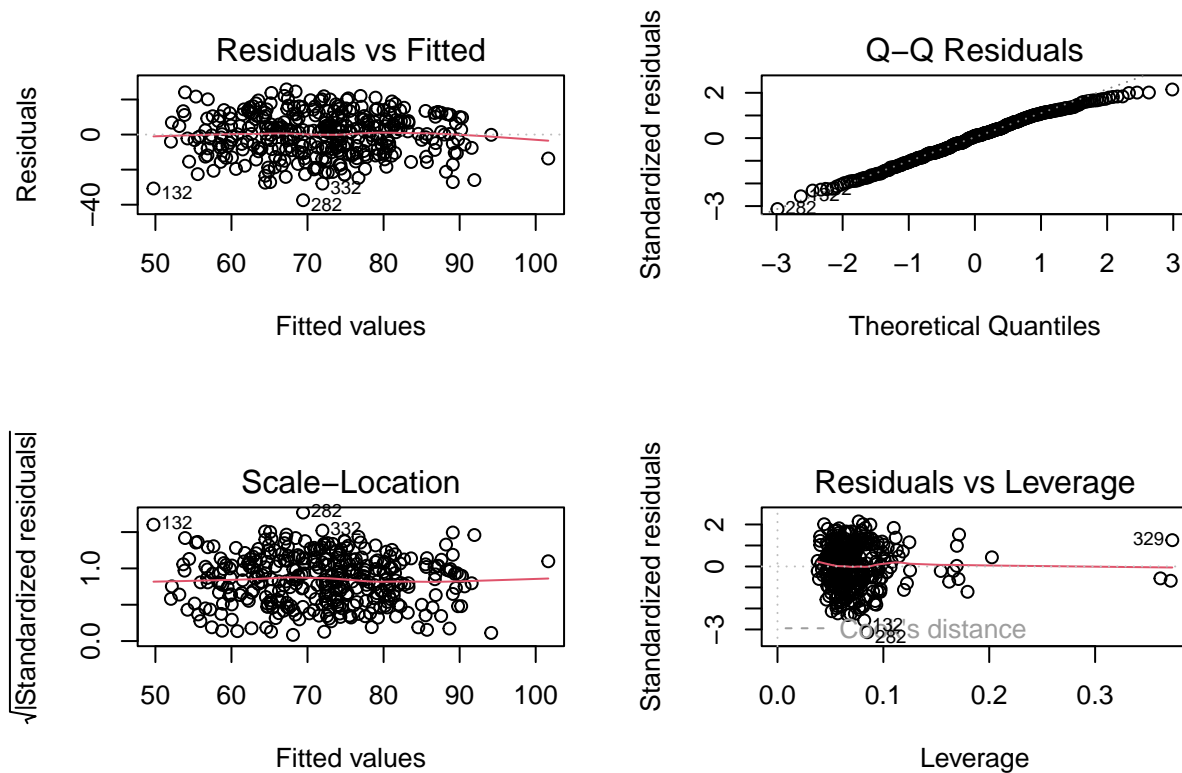 Residuals vs Fitted
Residuals
0
−40
132
332
282
50 60 70 80 90 100
Fitted values
Q−Q Residuals
Standardized residuals
2
0
−3
282
−3 −2 −1 0 1 2 3
Theoretical Quantiles
Scale−Location
√|Standardized residuals|
1.0
0.0
132
282
332
50 60 70 80 90 100
Fitted values
Residuals vs Leverage
Standardized residuals
2
0
−3
329
132
282
Cook's distance
0.0 0.1 0.2 0.3
Leverage